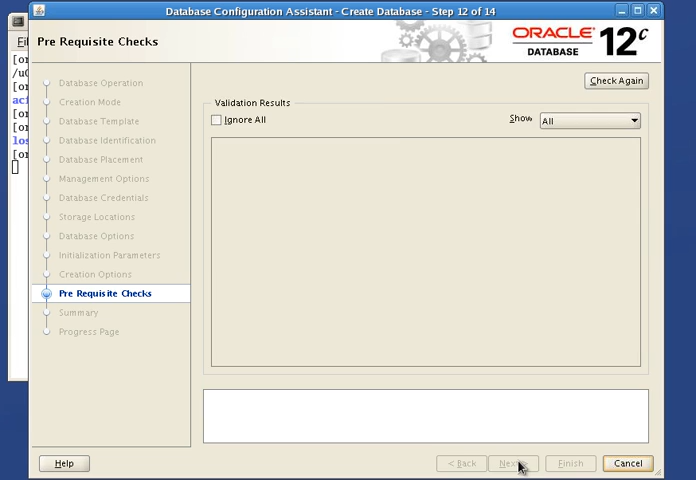 Database Configuration Assistant - Create Database - Step 12 of 14
Pre Requisite Checks
ORACLE
DATABASE
12c
Database Operation
Creation Mode
Database Template
Database Identification
Database Placement
Management Options
Database Credentials
Storage Locations
Database Options
Initialization Parameters
Creation Options
Pre Requisite Checks
Summary
Progress Page
Check Again
Validation Results
Ignore All
Show
All
Help
< Back
Next
Finish
Cancel